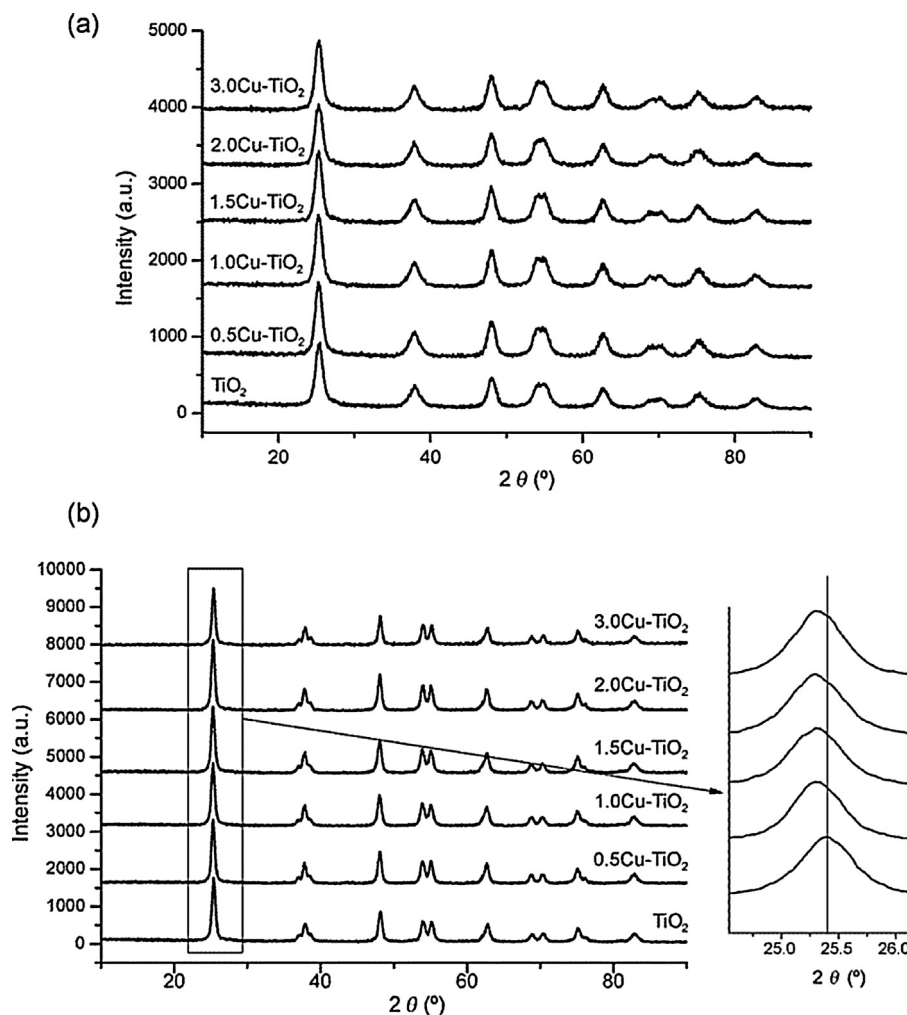 (a)
5000
4000
3000
2000
1000
0
Intensity (a.u.)
3.0Cu-TiO₂
2.0Cu-TiO₂
1.5Cu-TiO₂
1.0Cu-TiO₂
0.5Cu-TiO₂
TiO₂
20 40 60 80
2 θ (º)
(b)
10000
9000
8000
7000
6000
5000
4000
3000
2000
1000
0
Intensity (a.u.)
3.0Cu-TiO₂
2.0Cu-TiO₂
1.5Cu-TiO₂
1.0Cu-TiO₂
0.5Cu-TiO₂
TiO₂
20 40 60 80
2 θ (º)
25.0 25.5 26.0
2 θ (º)